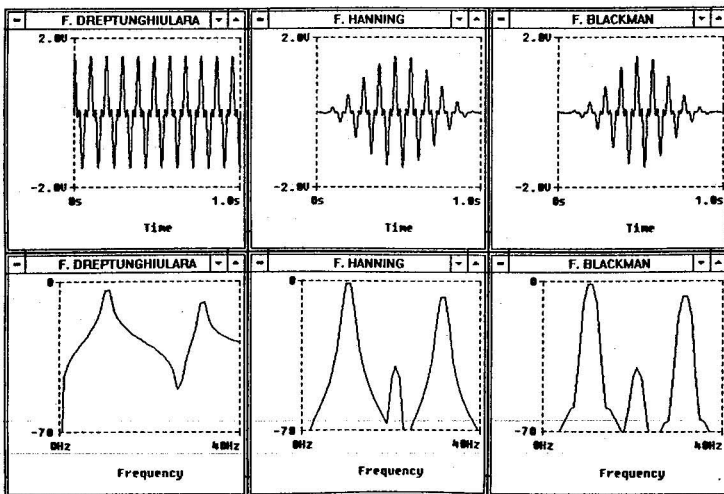 F. DREPTUNGHIULARA
F. HANNING
F. BLACKMAN
2.0V
-2.0V
0s
1.0s
Time
2.0V
-2.0V
0s
1.0s
Time
2.0V
-2.0V
0s
1.0s
Time
F. DREPTUNGHIULARA
F. HANNING
F. BLACKMAN
0
-70
0Hz
40Hz
Frequency
0
-70
0Hz
40Hz
Frequency
0
-70
0Hz
40Hz
Frequency